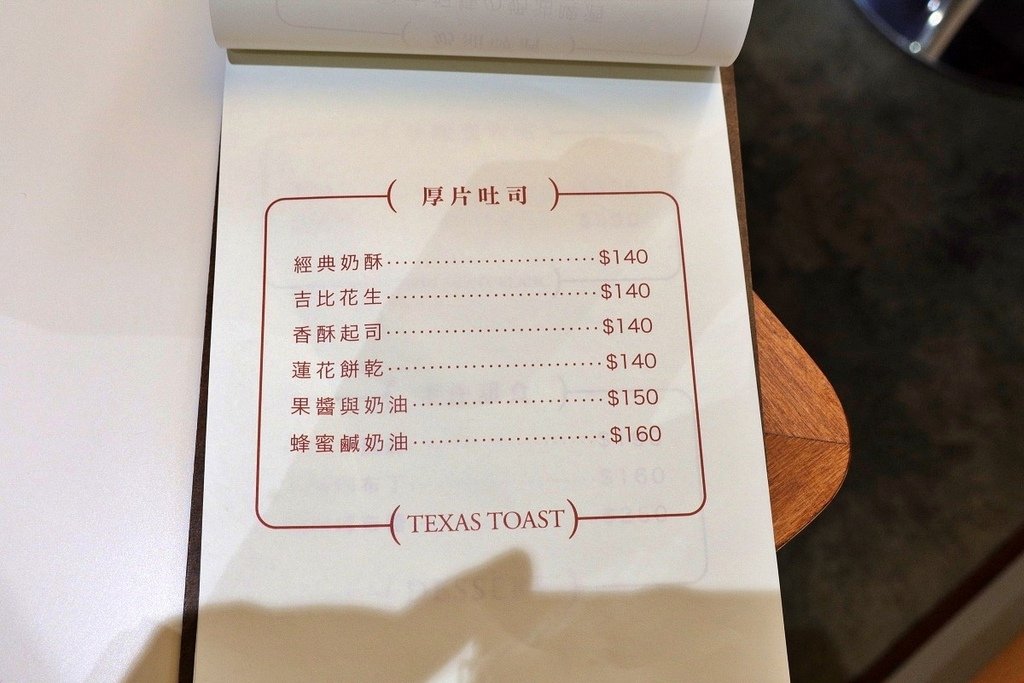 厚片吐司
經典奶酥························$140
吉比花生························$140
香酥起司························$140
蓮花餅乾························$140
果醬與奶油······················$150
蜂蜜鹹奶油······················$160
TEXAS TOAST